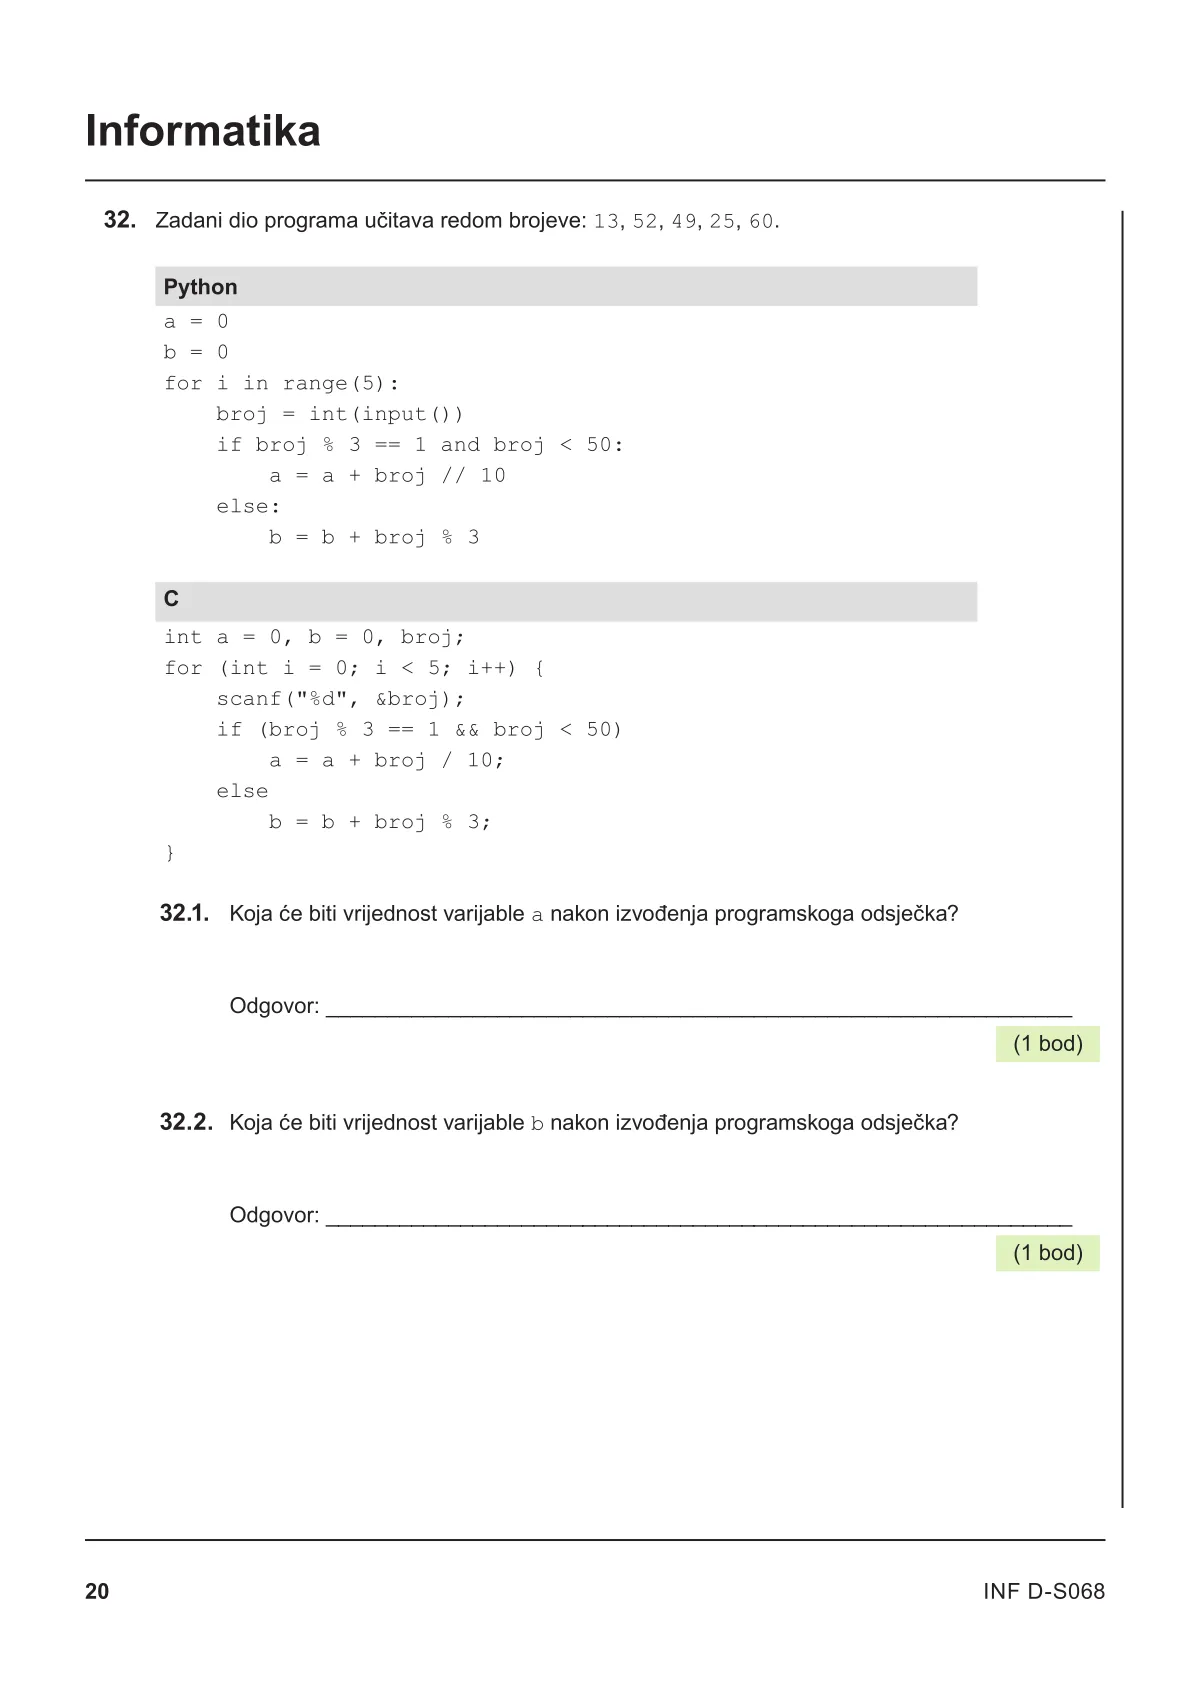 Informatika
32. Zadani dio programa učitava redom brojeve: 13, 52, 49, 25, 60.
Python
a = 0
b = 0
for i in range(5):
    broj = int(input())
    if broj % 3 == 1 and broj < 50:
        a = a + broj // 10
    else:
        b = b + broj % 3
C
int a = 0, b = 0, broj;
for (int i = 0; i < 5; i++) {
    scanf("%d", &broj);
    if (broj % 3 == 1 && broj < 50)
        a = a + broj / 10;
    else
        b = b + broj % 3;
}
32.1. Koja će biti vrijednost varijable a nakon izvođenja programskoga odsječka?
Odgovor: ______________________________________________________________
(1 bod)
32.2. Koja će biti vrijednost varijable b nakon izvođenja programskoga odsječka?
Odgovor: ______________________________________________________________
(1 bod)
20 INF D-S068